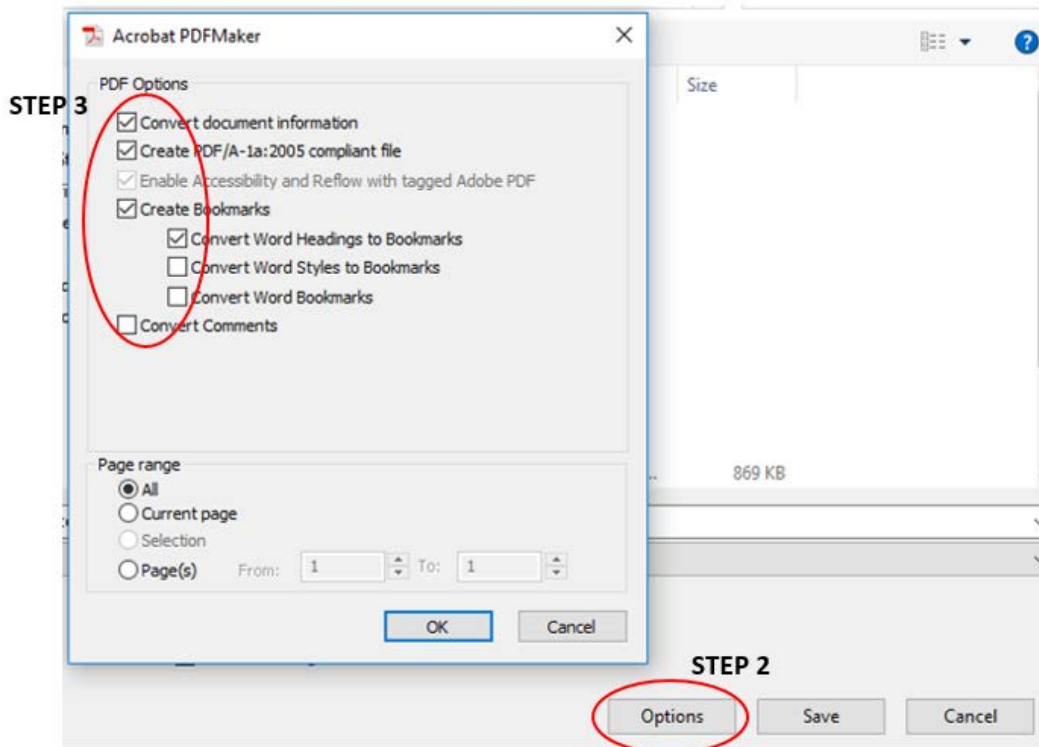 Acrobat PDFMaker
PDF Options
Size
STEP 3
Convert document information
Create PDF/A-1a:2005 compliant file
Enable Accessibility and Reflow with tagged Adobe PDF
Create Bookmarks
Convert Word Headings to Bookmarks
Convert Word Styles to Bookmarks
Convert Word Bookmarks
Convert Comments
Page range
All
869 KB
Current page
Selection
Page(s) From: 1 To: 1
OK Cancel
STEP 2
Options Save Cancel